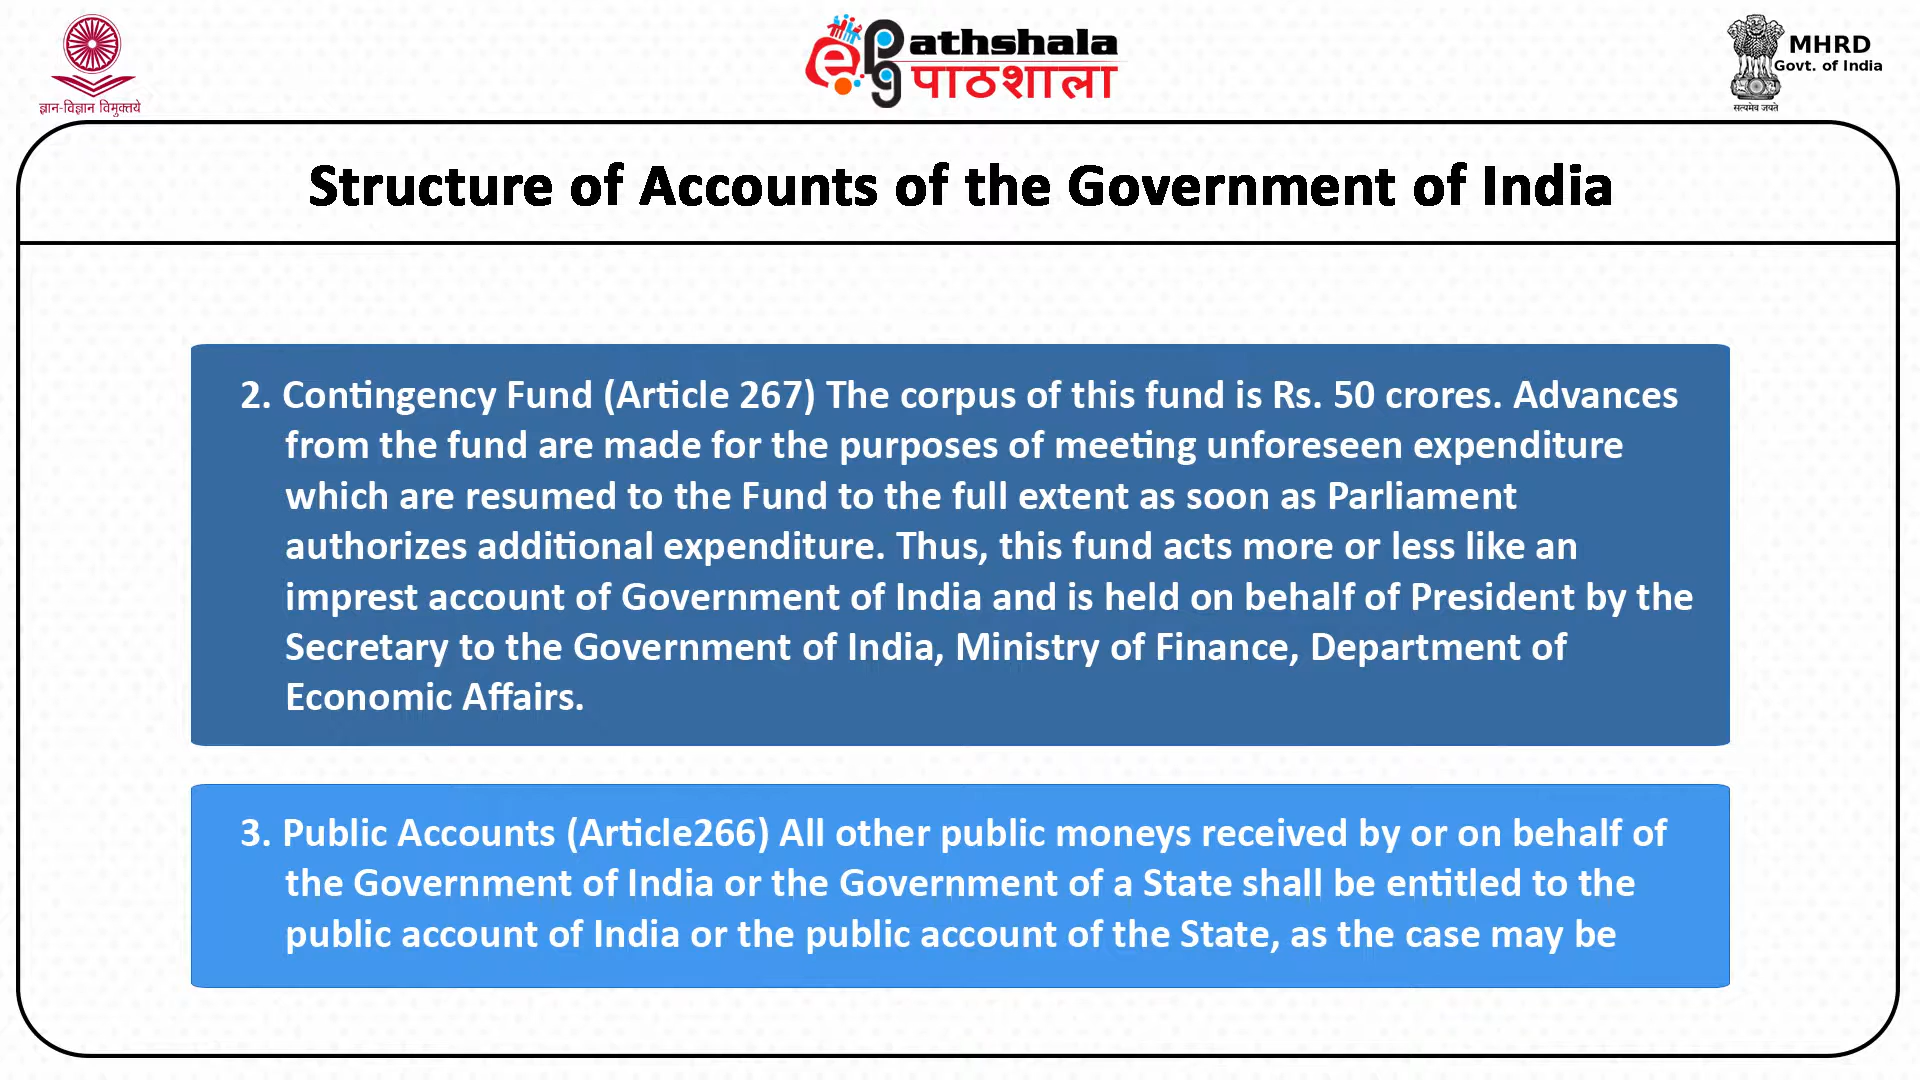 ज्ञान-विज्ञान विमुक्तये
ePg Pathshala
पाठशाला
सत्यमेव जयते
MHRD
Govt. of India
Structure of Accounts of the Government of India
2. Contingency Fund (Article 267) The corpus of this fund is Rs. 50 crores. Advances
from the fund are made for the purposes of meeting unforeseen expenditure
which are resumed to the Fund to the full extent as soon as Parliament
authorizes additional expenditure. Thus, this fund acts more or less like an
imprest account of Government of India and is held on behalf of President by the
Secretary to the Government of India, Ministry of Finance, Department of
Economic Affairs.
3. Public Accounts (Article266) All other public moneys received by or on behalf of
the Government of India or the Government of a State shall be entitled to the
public account of India or the public account of the State, as the case may be